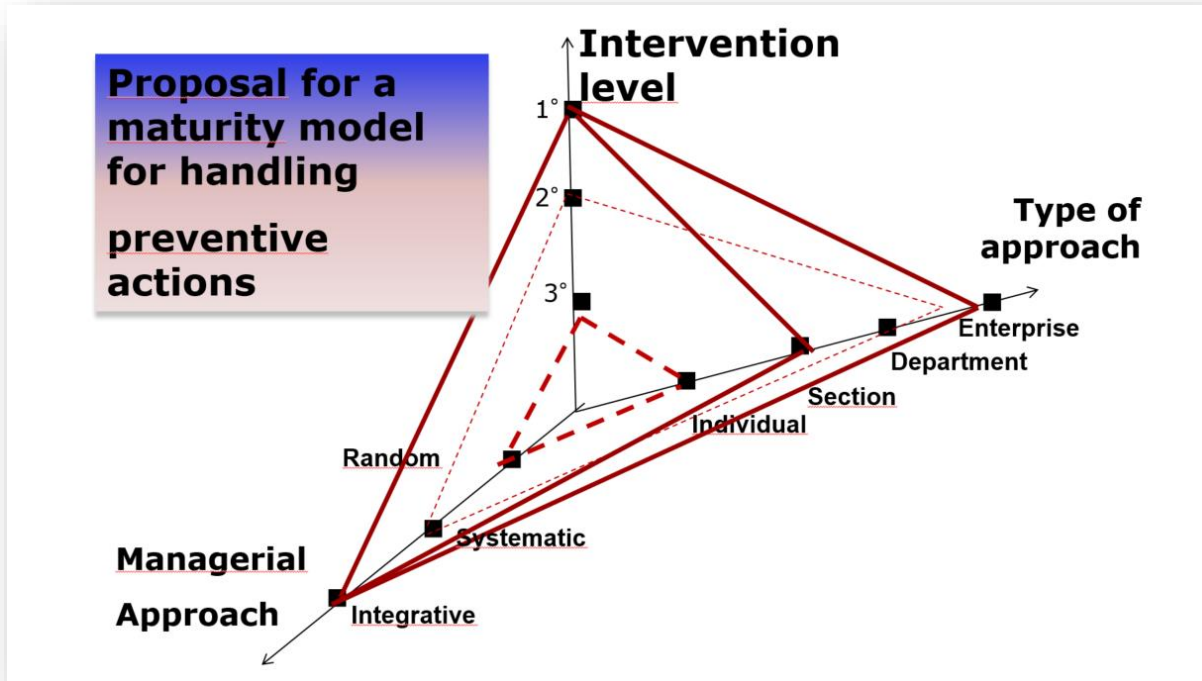 Proposal for a
maturity model
for handling
preventive
actions
Intervention
level
1°
2°
3°
Type of
approach
Enterprise
Department
Section
Individual
Random
Systematic
Integrative
Managerial
Approach